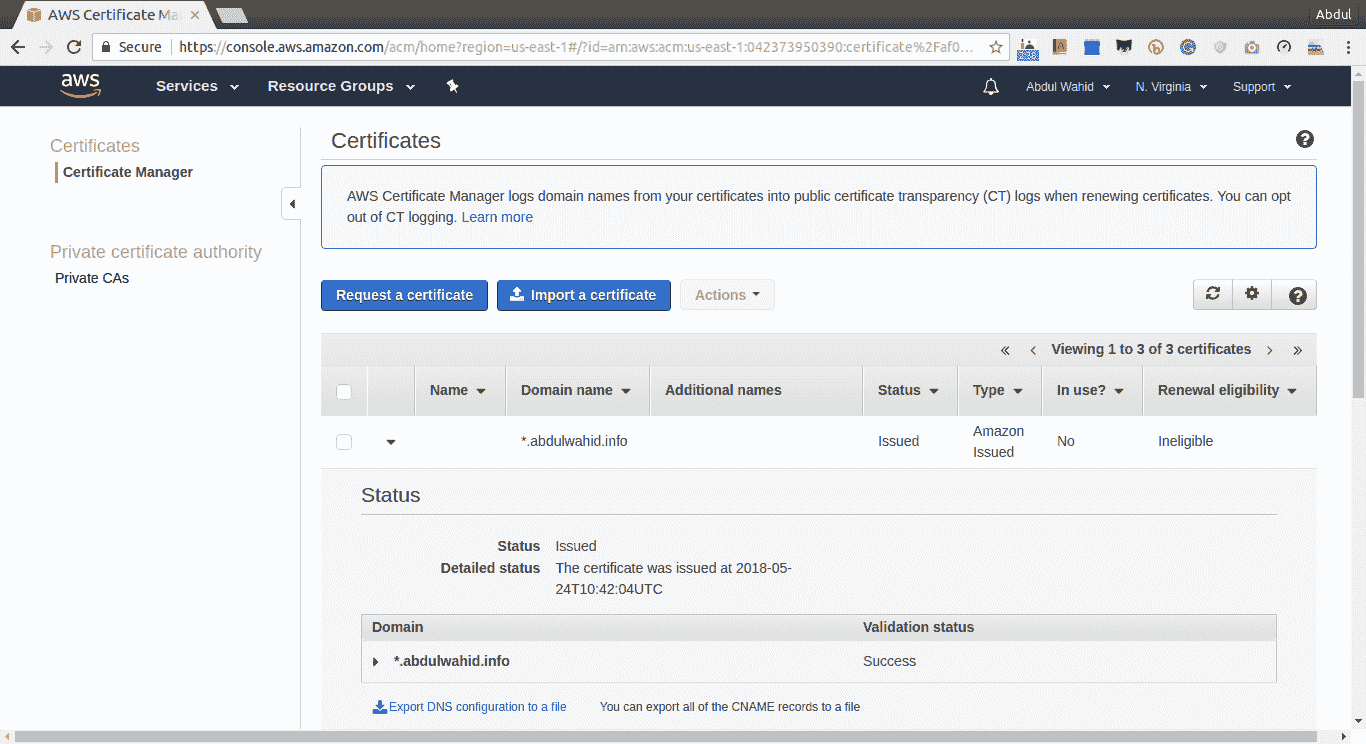 AWS Certificate Ma
Abdul
Secure
https://console.aws.amazon.com/acm/home?region=us-east-1#/?id=arn:aws:acm:us-east-1:042373950390:certificate%2Faf0…
aws
Services
Resource Groups
Abdul Wahid
N. Virginia
Support
Certificates
Certificate Manager
Private certificate authority
Private CAs
Certificates
AWS Certificate Manager logs domain names from your certificates into public certificate transparency (CT) logs when renewing certificates. You can opt
out of CT logging. Learn more
Request a certificate
Import a certificate
Actions
« ‹ Viewing 1 to 3 of 3 certificates › »
Name
Domain name
Additional names
Status
Type
In use?
Renewal eligibility
*.abdulwahid.info
Issued
Amazon
Issued
No
Ineligible
Status
Status Issued
Detailed status The certificate was issued at 2018-05-
24T10:42:04UTC
Domain
Validation status
*.abdulwahid.info
Success
Export DNS configuration to a file
You can export all of the CNAME records to a file